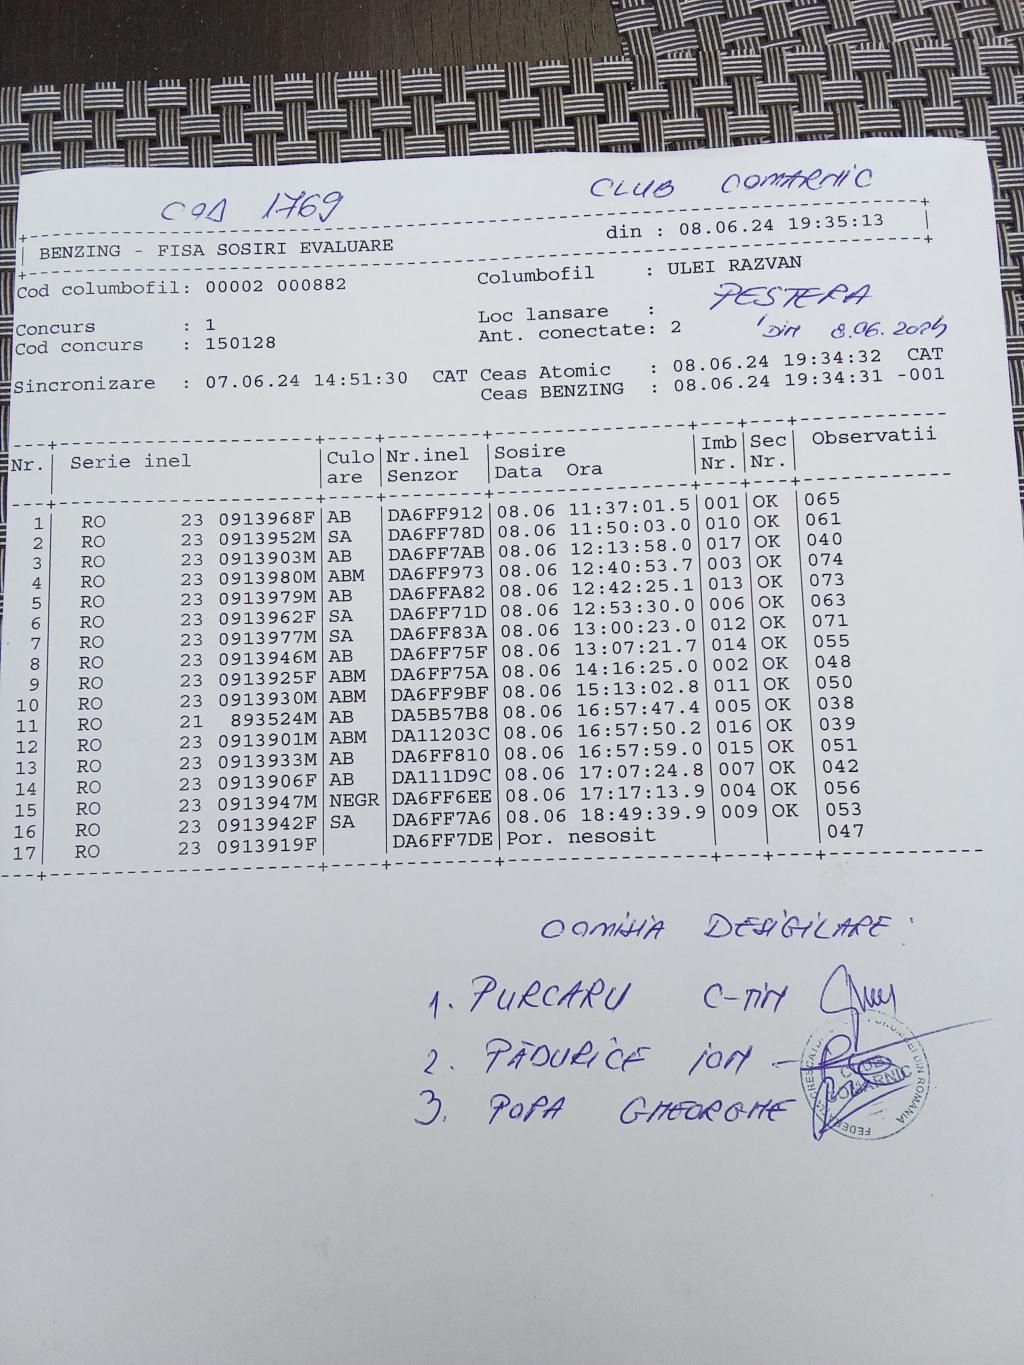 COD 1769 CLUB COMARNIC
BENZING - FISA SOSIRI EVALUARE din : 08.06.24 19:35:13
Cod columbofil: 00002 000882 Columbofil : ULEI RAZVAN
Concurs : 1 Loc lansare : PESTERA
Cod concurs : 150128 Ant. conectate: 2 DIN 8.06.2024
Sincronizare : 07.06.24 14:51:30 CAT Ceas Atomic : 08.06.24 19:34:32 CAT
Ceas BENZING : 08.06.24 19:34:31 -001
Nr.| Serie inel |Culo|Nr.inel |Sosire |Imb|Sec| Observatii
|are |Senzor |Data Ora |Nr.|Nr.|
1| RO 23 0913968F|AB |DA6FF912|08.06 11:37:01.5|001|OK |065
2| RO 23 0913952M|SA |DA6FF78D|08.06 11:50:03.0|010|OK |061
3| RO 23 0913903M|AB |DA6FF7AB|08.06 12:13:58.0|017|OK |040
4| RO 23 0913980M|ABM |DA6FF973|08.06 12:40:53.7|003|OK |074
5| RO 23 0913979M|AB |DA6FFA82|08.06 12:42:25.1|013|OK |073
6| RO 23 0913962F|SA |DA6FF71D|08.06 12:53:30.0|006|OK |063
7| RO 23 0913977M|SA |DA6FF83A|08.06 13:00:23.0|012|OK |071
8| RO 23 0913946M|AB |DA6FF75F|08.06 13:07:21.7|014|OK |055
9| RO 23 0913925F|ABM |DA6FF75A|08.06 14:16:25.0|002|OK |048
10| RO 23 0913930M|ABM |DA6FF9BF|08.06 15:13:02.8|011|OK |050
11| RO 21 893524M|AB |DA5B57B8|08.06 16:57:47.4|005|OK |038
12| RO 23 0913901M|ABM |DA11203C|08.06 16:57:50.2|016|OK |039
13| RO 23 0913933M|AB |DA6FF810|08.06 16:57:59.0|015|OK |051
14| RO 23 0913906F|AB |DA111D9C|08.06 17:07:24.8|007|OK |042
15| RO 23 0913947M|NEGR|DA6FF6EE|08.06 17:17:13.9|004|OK |056
16| RO 23 0913942F|SA |DA6FF7A6|08.06 18:49:39.9|009|OK |053
17| RO 23 0913919F| |DA6FF7DE|Por. nesosit | | |047
COMISIA DESIGILARE:
1. PURCARU C-TIN
2. PĂDURICE ION
3. POPA GHEORGHE
CLUB
COMARNIC
DIN ROMANIA